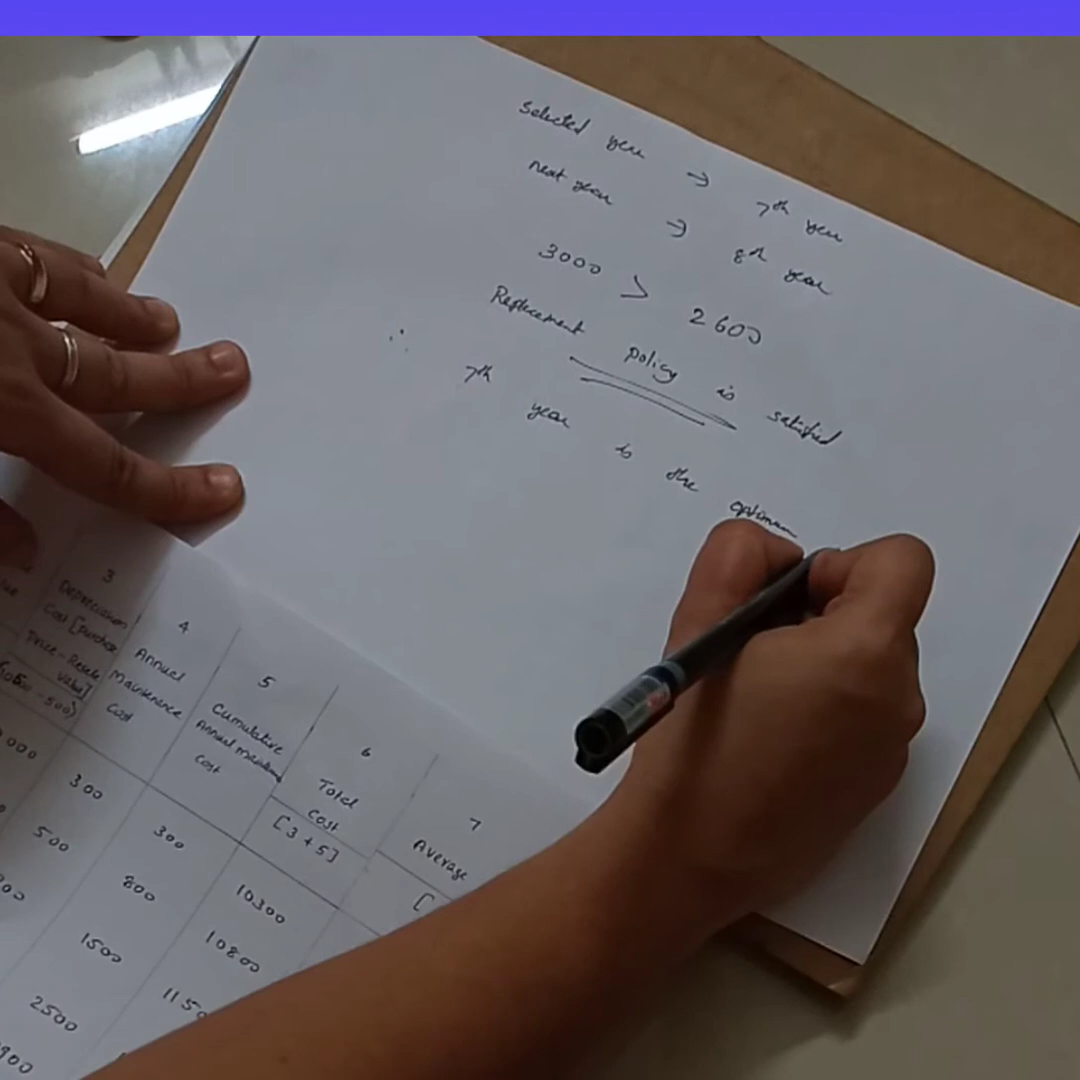 Selected year → 7th year
next year → 8th year
3000 > 2600
Replacement policy is satisfied
∴ 7th year is the optimum
3
Depreciation
Cost [purchase
Price - Resale
value]
4
Annual
Maintenance
Cost
300
500
5
Cumulative
Annual mainten
Cost
300
800
1500
2500
6
Total
Cost
[3 + 5]
10300
10800
1150
7
Average
[